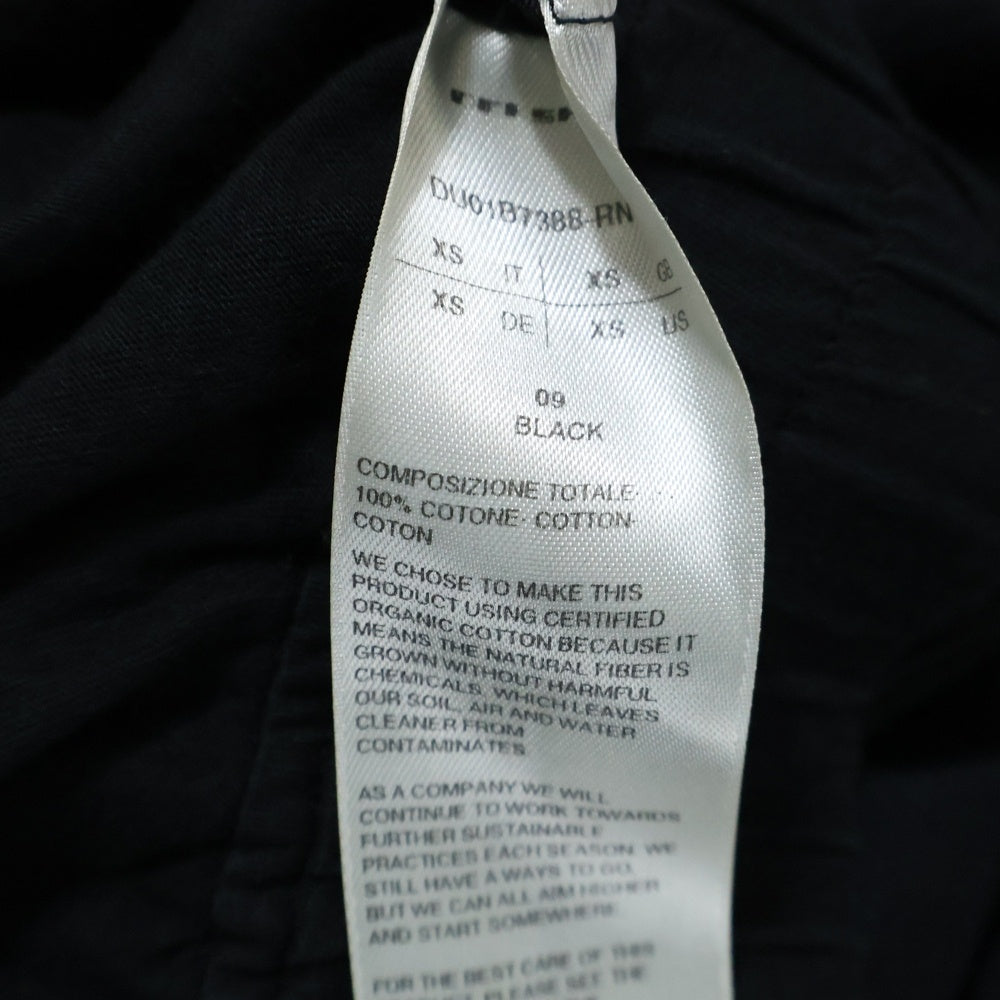 DU01B7388-RN
XS IT XS GB
XS DE XS US
09
BLACK
COMPOSIZIONE TOTALE·
100% COTONE· COTTON·
COTON
WE CHOSE TO MAKE THIS
PRODUCT USING CERTIFIED
ORGANIC COTTON BECAUSE IT
MEANS THE NATURAL FIBER IS
GROWN WITHOUT HARMFUL
CHEMICALS, WHICH LEAVES
OUR SOIL, AIR AND WATER
CLEANER FROM
CONTAMINATES
AS A COMPANY WE WILL
CONTINUE TO WORK TOWARDS
FURTHER SUSTAINABLE
PRACTICES EACH SEASON. WE
STILL HAVE A WAYS TO GO,
BUT WE CAN ALL AIM HIGHER
AND START SOMEWHERE.
FOR THE BEST CARE OF THIS
PLEASE SEE THE